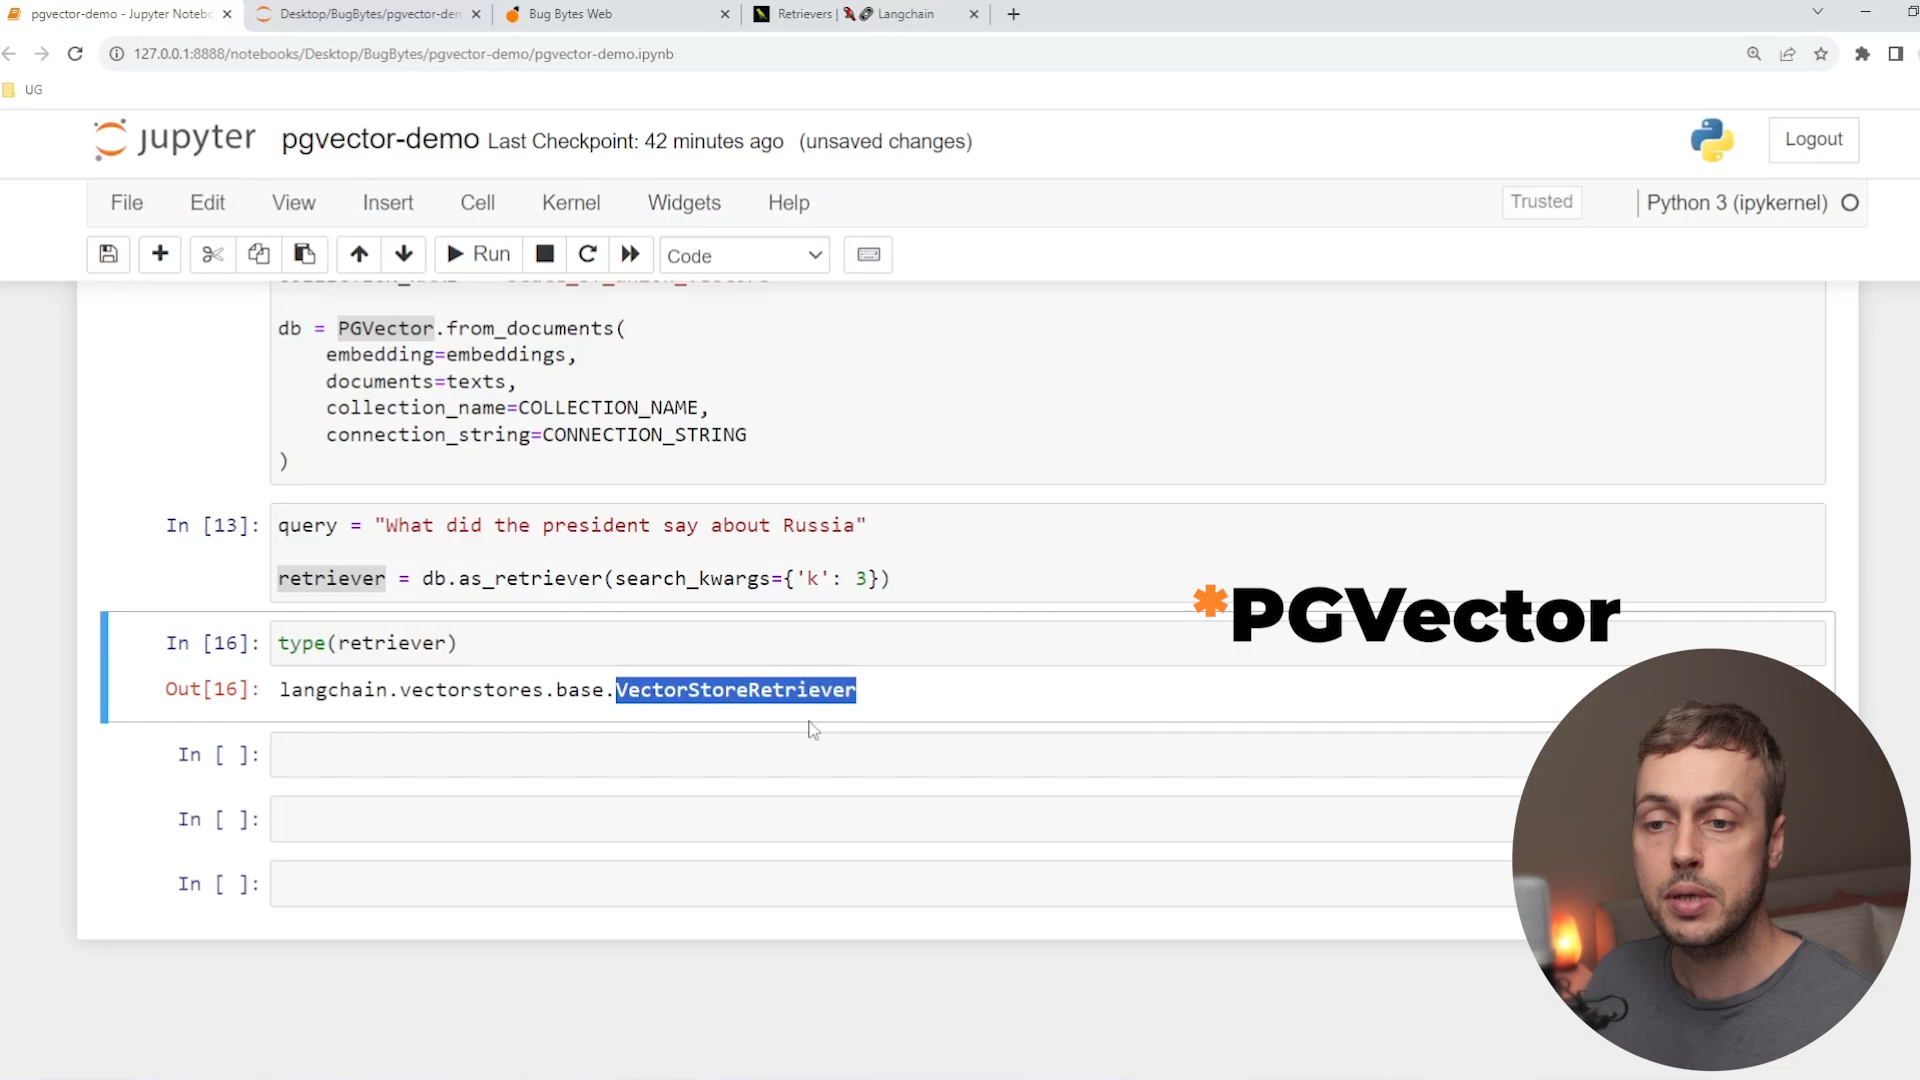 pgvector-demo - Jupyter Notebo
Desktop/BugBytes/pgvector-dem
Bug Bytes Web
Retrievers | Langchain
127.0.0.1:8888/notebooks/Desktop/BugBytes/pgvector-demo/pgvector-demo.ipynb
UG
jupyter pgvector-demo Last Checkpoint: 42 minutes ago (unsaved changes)
Logout
File Edit View Insert Cell Kernel Widgets Help
Trusted
Python 3 (ipykernel)
Run
Code
db = PGVector.from_documents(
    embedding=embeddings,
    documents=texts,
    collection_name=COLLECTION_NAME,
    connection_string=CONNECTION_STRING
)
In [13]: query = "What did the president say about Russia"
retriever = db.as_retriever(search_kwargs={'k': 3})
*PGVector
In [16]: type(retriever)
Out[16]: langchain.vectorstores.base.VectorStoreRetriever
In [ ]:
In [ ]:
In [ ]: